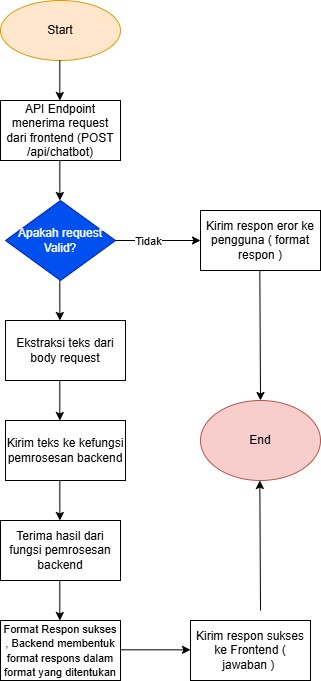 Start
API Endpoint
menerima request
dari frontend (POST
/api/chatbot)
Apakah request
Valid?
Tidak
Kirim respon eror ke
pengguna ( format
respon )
Ekstraksi teks dari
body request
Kirim teks ke kefungsi
pemrosesan backend
End
Terima hasil dari
fungsi pemrosesan
backend
Format Respon sukses
, Backend membentuk
format respons dalam
format yang ditentukan
Kirim respon sukses
ke Frontend (
jawaban )